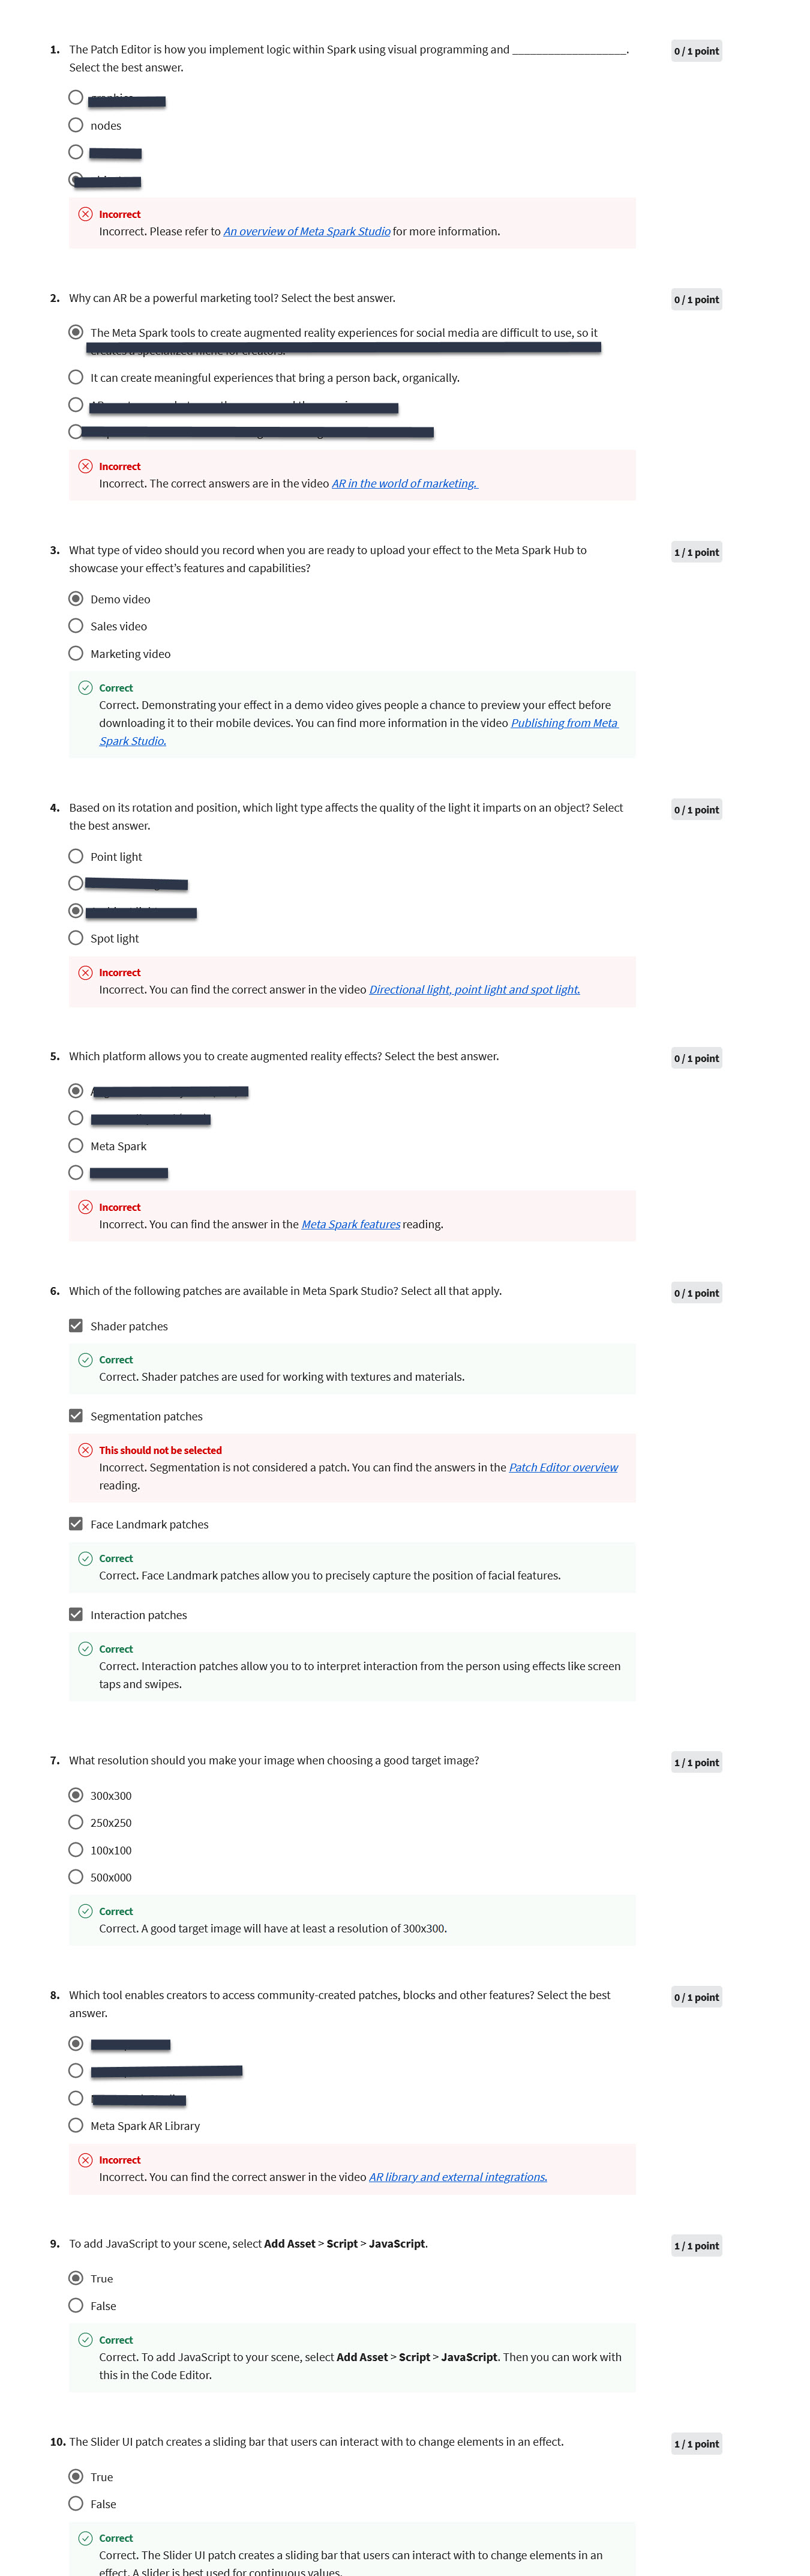 1. The Patch Editor is how you implement logic within Spark using visual programming and ___________________.
Select the best answer.
0 / 1 point
nodes
Incorrect
Incorrect. Please refer to An overview of Meta Spark Studio for more information.
2. Why can AR be a powerful marketing tool? Select the best answer.
0 / 1 point
The Meta Spark tools to create augmented reality experiences for social media are difficult to use, so it
creates a specialized niche for creators.
It can create meaningful experiences that bring a person back, organically.
Incorrect
Incorrect. The correct answers are in the video AR in the world of marketing.
3. What type of video should you record when you are ready to upload your effect to the Meta Spark Hub to
showcase your effect's features and capabilities?
1 / 1 point
Demo video
Sales video
Marketing video
Correct
Correct. Demonstrating your effect in a demo video gives people a chance to preview your effect before
downloading it to their mobile devices. You can find more information in the video Publishing from Meta
Spark Studio.
4. Based on its rotation and position, which light type affects the quality of the light it imparts on an object? Select
the best answer.
0 / 1 point
Point light
Spot light
Incorrect
Incorrect. You can find the correct answer in the video Directional light, point light and spot light.
5. Which platform allows you to create augmented reality effects? Select the best answer.
0 / 1 point
Meta Spark
Incorrect
Incorrect. You can find the answer in the Meta Spark features reading.
6. Which of the following patches are available in Meta Spark Studio? Select all that apply.
0 / 1 point
Shader patches
Correct
Correct. Shader patches are used for working with textures and materials.
Segmentation patches
This should not be selected
Incorrect. Segmentation is not considered a patch. You can find the answers in the Patch Editor overview
reading.
Face Landmark patches
Correct
Correct. Face Landmark patches allow you to precisely capture the position of facial features.
Interaction patches
Correct
Correct. Interaction patches allow you to to interpret interaction from the person using effects like screen
taps and swipes.
7. What resolution should you make your image when choosing a good target image?
1 / 1 point
300x300
250x250
100x100
500x000
Correct
Correct. A good target image will have at least a resolution of 300x300.
8. Which tool enables creators to access community-created patches, blocks and other features? Select the best
answer.
0 / 1 point
Meta Spark AR Library
Incorrect
Incorrect. You can find the correct answer in the video AR library and external integrations.
9. To add JavaScript to your scene, select Add Asset > Script > JavaScript.
1 / 1 point
True
False
Correct
Correct. To add JavaScript to your scene, select Add Asset > Script > JavaScript. Then you can work with
this in the Code Editor.
10. The Slider UI patch creates a sliding bar that users can interact with to change elements in an effect.
1 / 1 point
True
False
Correct
Correct. The Slider UI patch creates a sliding bar that users can interact with to change elements in an
effect. A slider is best used for continuous values.